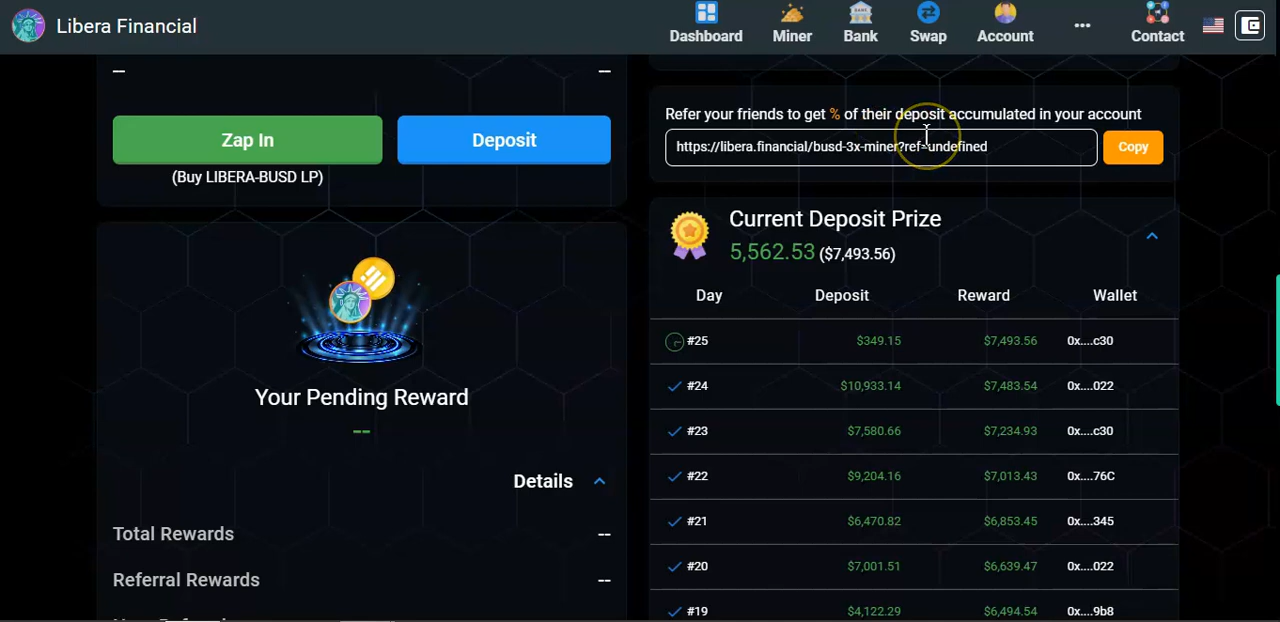 Libera Financial
Dashboard
Miner
Bank
Swap
Account
Contact
--
--
Zap In
Deposit
(Buy LIBERA-BUSD LP)
Your Pending Reward
--
Details
Total Rewards
--
Referral Rewards
--
Refer your friends to get % of their deposit accumulated in your account
https://libera.financial/busd-3x-miner?ref=undefined
Copy
Current Deposit Prize
5,562.53 ($7,493.56)
Day Deposit Reward Wallet
#25 $349.15 $7,493.56 0x....c30
#24 $10,933.14 $7,483.54 0x....022
#23 $7,580.66 $7,234.93 0x....c30
#22 $9,204.16 $7,013.43 0x....76C
#21 $6,470.82 $6,853.45 0x....345
#20 $7,001.51 $6,639.47 0x....022
#19 $4,122.29 $6,494.54 0x....9b8